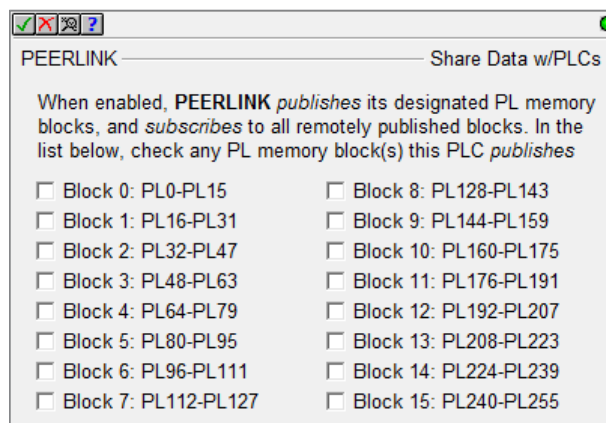 PEERLINK Share Data w/PLCs
When enabled, PEERLINK publishes its designated PL memory
blocks, and subscribes to all remotely published blocks. In the
list below, check any PL memory block(s) this PLC publishes
Block 0: PL0-PL15
Block 1: PL16-PL31
Block 2: PL32-PL47
Block 3: PL48-PL63
Block 4: PL64-PL79
Block 5: PL80-PL95
Block 6: PL96-PL111
Block 7: PL112-PL127
Block 8: PL128-PL143
Block 9: PL144-PL159
Block 10: PL160-PL175
Block 11: PL176-PL191
Block 12: PL192-PL207
Block 13: PL208-PL223
Block 14: PL224-PL239
Block 15: PL240-PL255